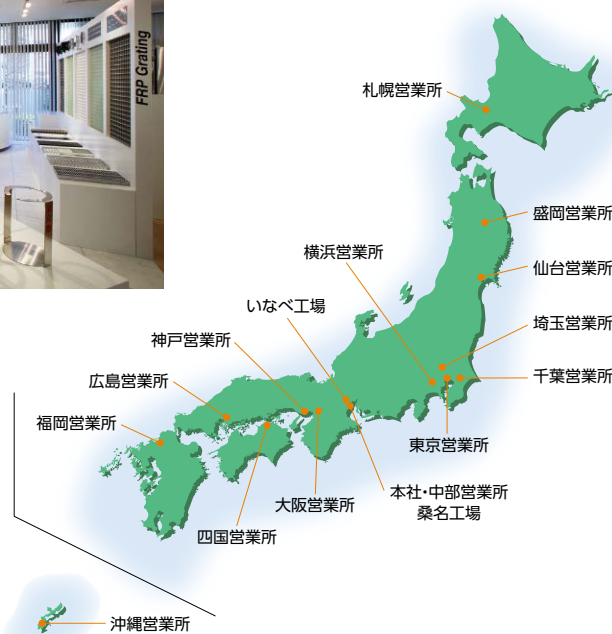 FRP Grating
札幌営業所
盛岡営業所
横浜営業所
仙台営業所
いなべ工場
埼玉営業所
神戸営業所
千葉営業所
広島営業所
福岡営業所
東京営業所
本社・中部営業所
桑名工場
大阪営業所
四国営業所
沖縄営業所